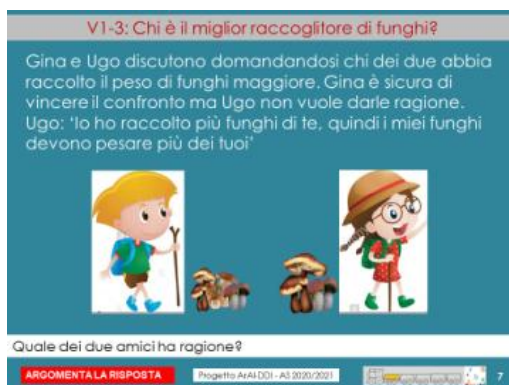 V1-3: Chi è il miglior raccoglitore di funghi?
Gina e Ugo discutono domandandosi chi dei due abbia
raccolto il peso di funghi maggiore. Gina è sicura di
vincere il confronto ma Ugo non vuole darle ragione.
Ugo: ‘Io ho raccolto più funghi di te, quindi i miei funghi
devono pesare più dei tuoi’
Quale dei due amici ha ragione?
ARGOMENTA LA RISPOSTA
Progetto ArAl-DDI - AS 2020/2021
7